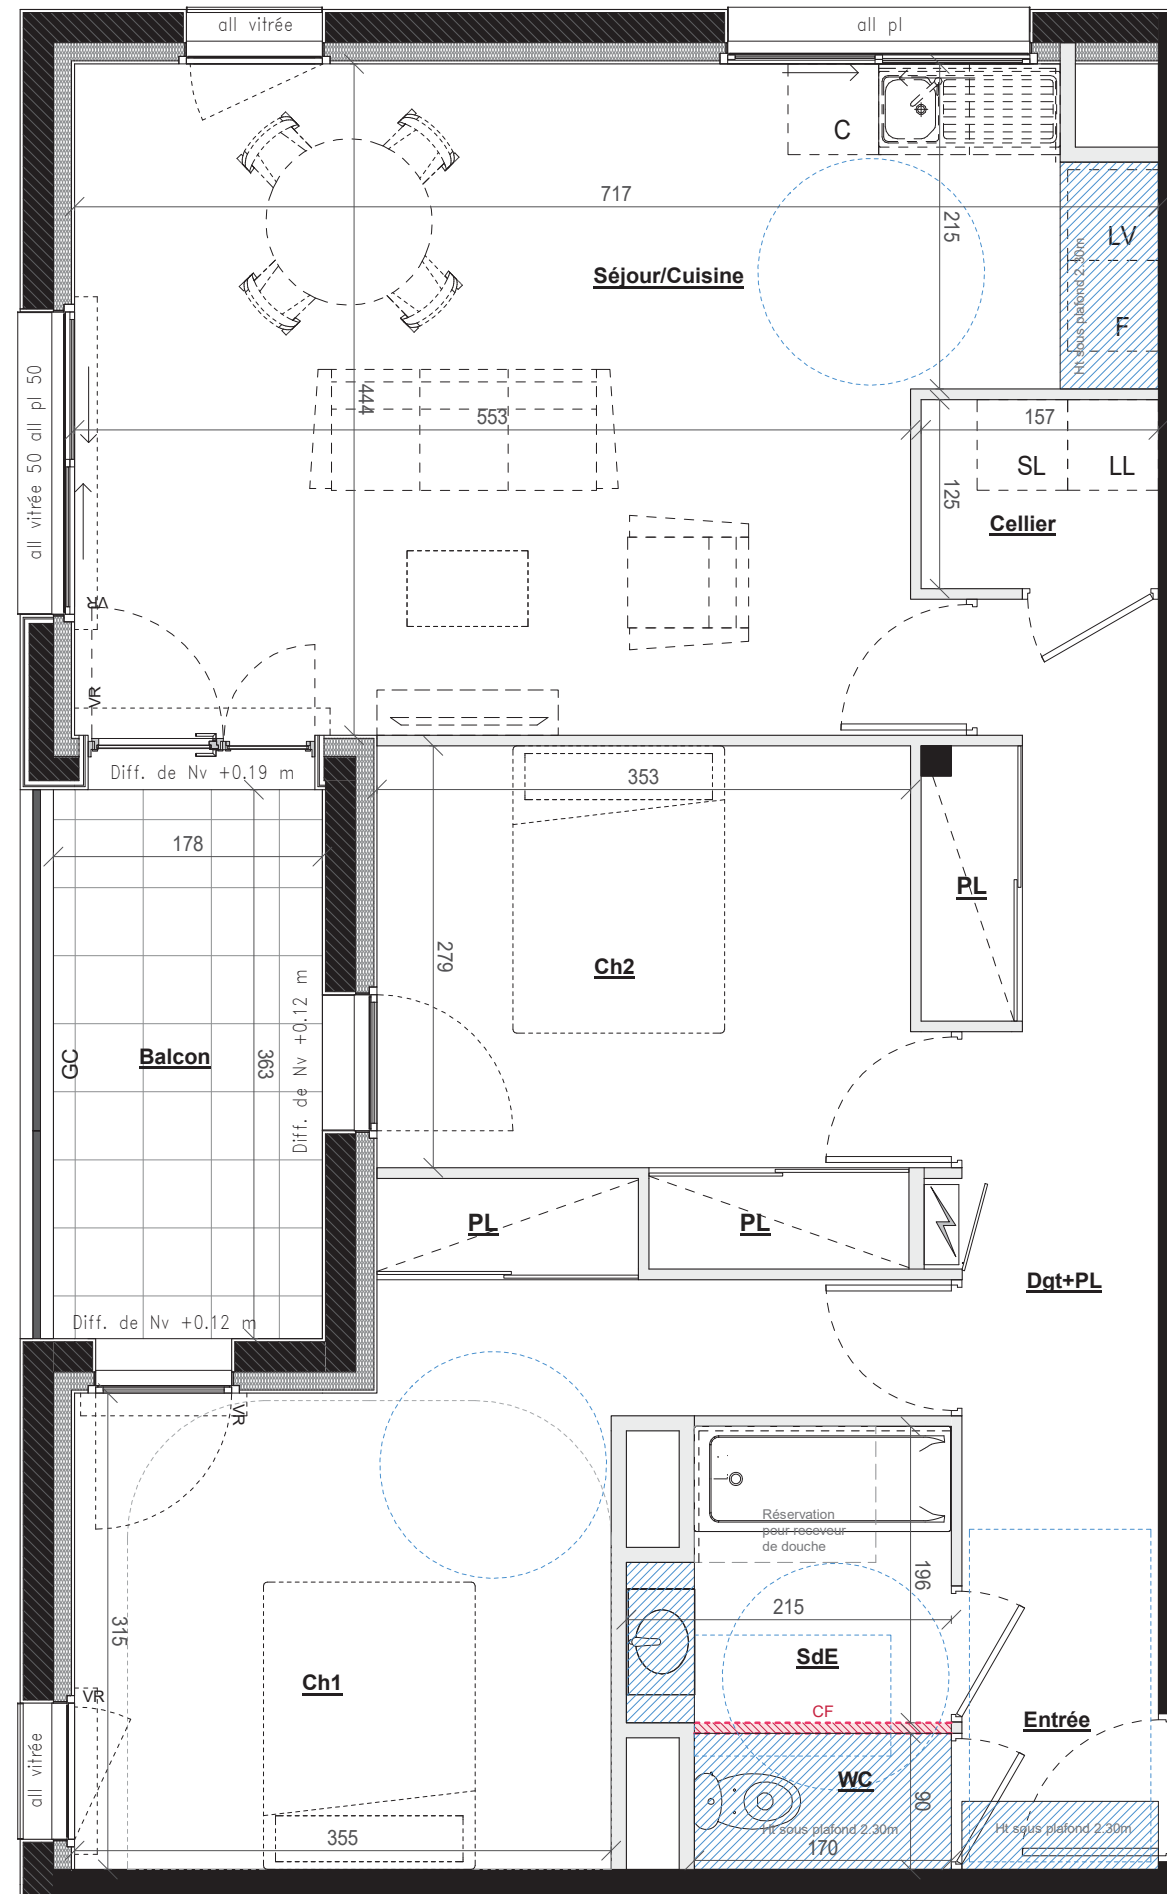 all vitrée
all pl
C
717
215
LV
Séjour/Cuisine
Ht sous plafond 2.30m
F
all vitrée 50 all pl 50
444
553
157
SL
LL
125
Cellier
VR
VR
Diff. de Nv +0.19 m
353
178
PL
279
Ch2
Diff. de Nv +0.12 m
GC
Balcon
363
PL
PL
Dgt+PL
Diff. de Nv +0.12 m
VR
Réservation
pour receveur
de douche
196
215
315
SdE
Ch1
VR
CF
Entrée
all vitrée
WC
90
Ht sous plafond 2.30m
Ht sous plafond 2.30m
355
170